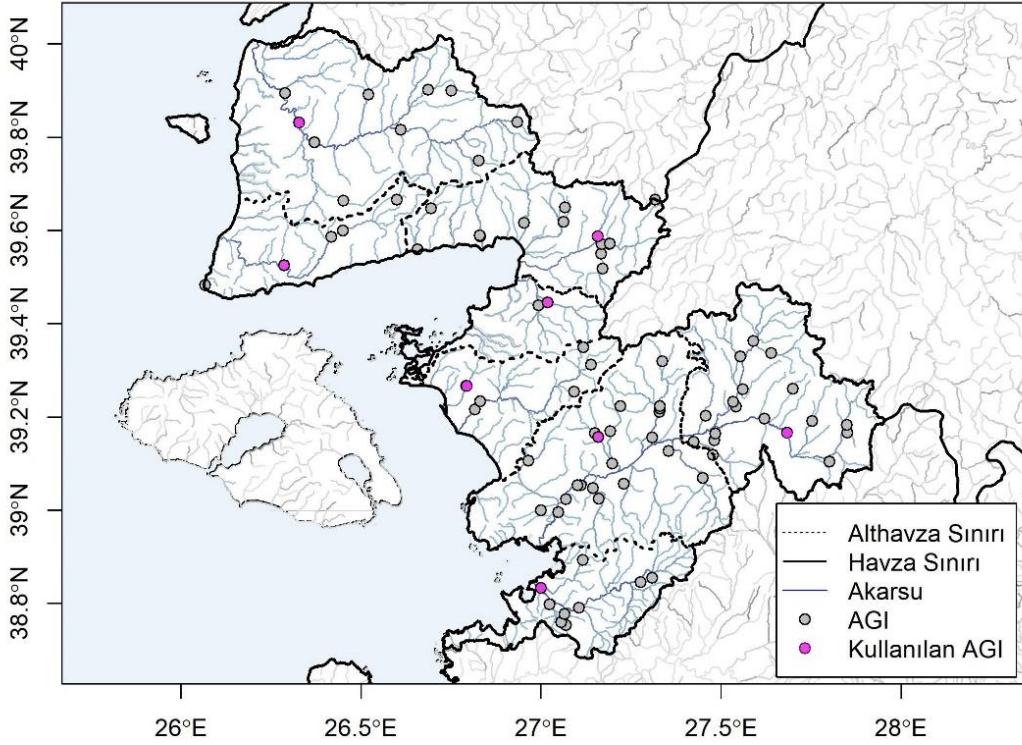 40°N
39.8°N
39.6°N
39.4°N
39.2°N
39°N
38.8°N
26°E
26.5°E
27°E
27.5°E
28°E
Althavza Sınırı
Havza Sınırı
Akarsu
AGI
Kullanılan AGI